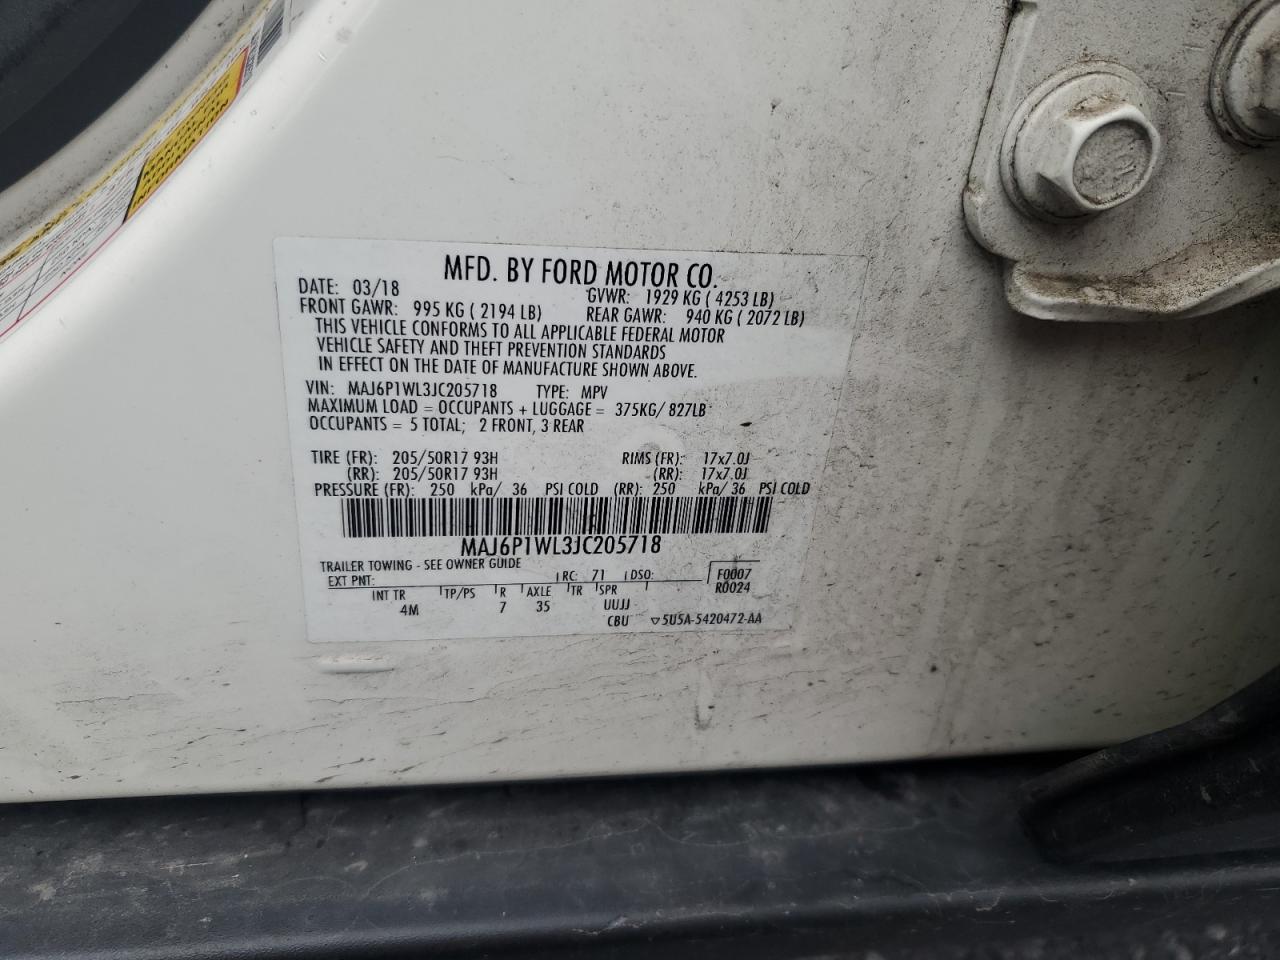 MFD. BY FORD MOTOR CO.
DATE: 03/18 GVWR: 1929 KG ( 4253 LB)
FRONT GAWR: 995 KG ( 2194 LB) REAR GAWR: 940 KG ( 2072 LB)
THIS VEHICLE CONFORMS TO ALL APPLICABLE FEDERAL MOTOR
VEHICLE SAFETY AND THEFT PREVENTION STANDARDS
IN EFFECT ON THE DATE OF MANUFACTURE SHOWN ABOVE.
VIN: MAJ6P1WL3JC205718 TYPE: MPV
MAXIMUM LOAD = OCCUPANTS + LUGGAGE = 375KG/ 827LB
OCCUPANTS = 5 TOTAL; 2 FRONT, 3 REAR
TIRE (FR): 205/50R17 93H RIMS (FR): 17x7.0J
(RR): 205/50R17 93H (RR): 17x7.0J
PRESSURE (FR): 250 kPa/ 36 PSI COLD (RR): 250 kPa/ 36 PSI COLD
MAJ6P1WL3JC205718
TRAILER TOWING - SEE OWNER GUIDE
EXT PNT: RC: 71 DSO: F0007
R0024
INT TR TP/PS R AXLE TR SPR
4M 7 35 UUJJ
CBU ▽5U5A-5420472-AA